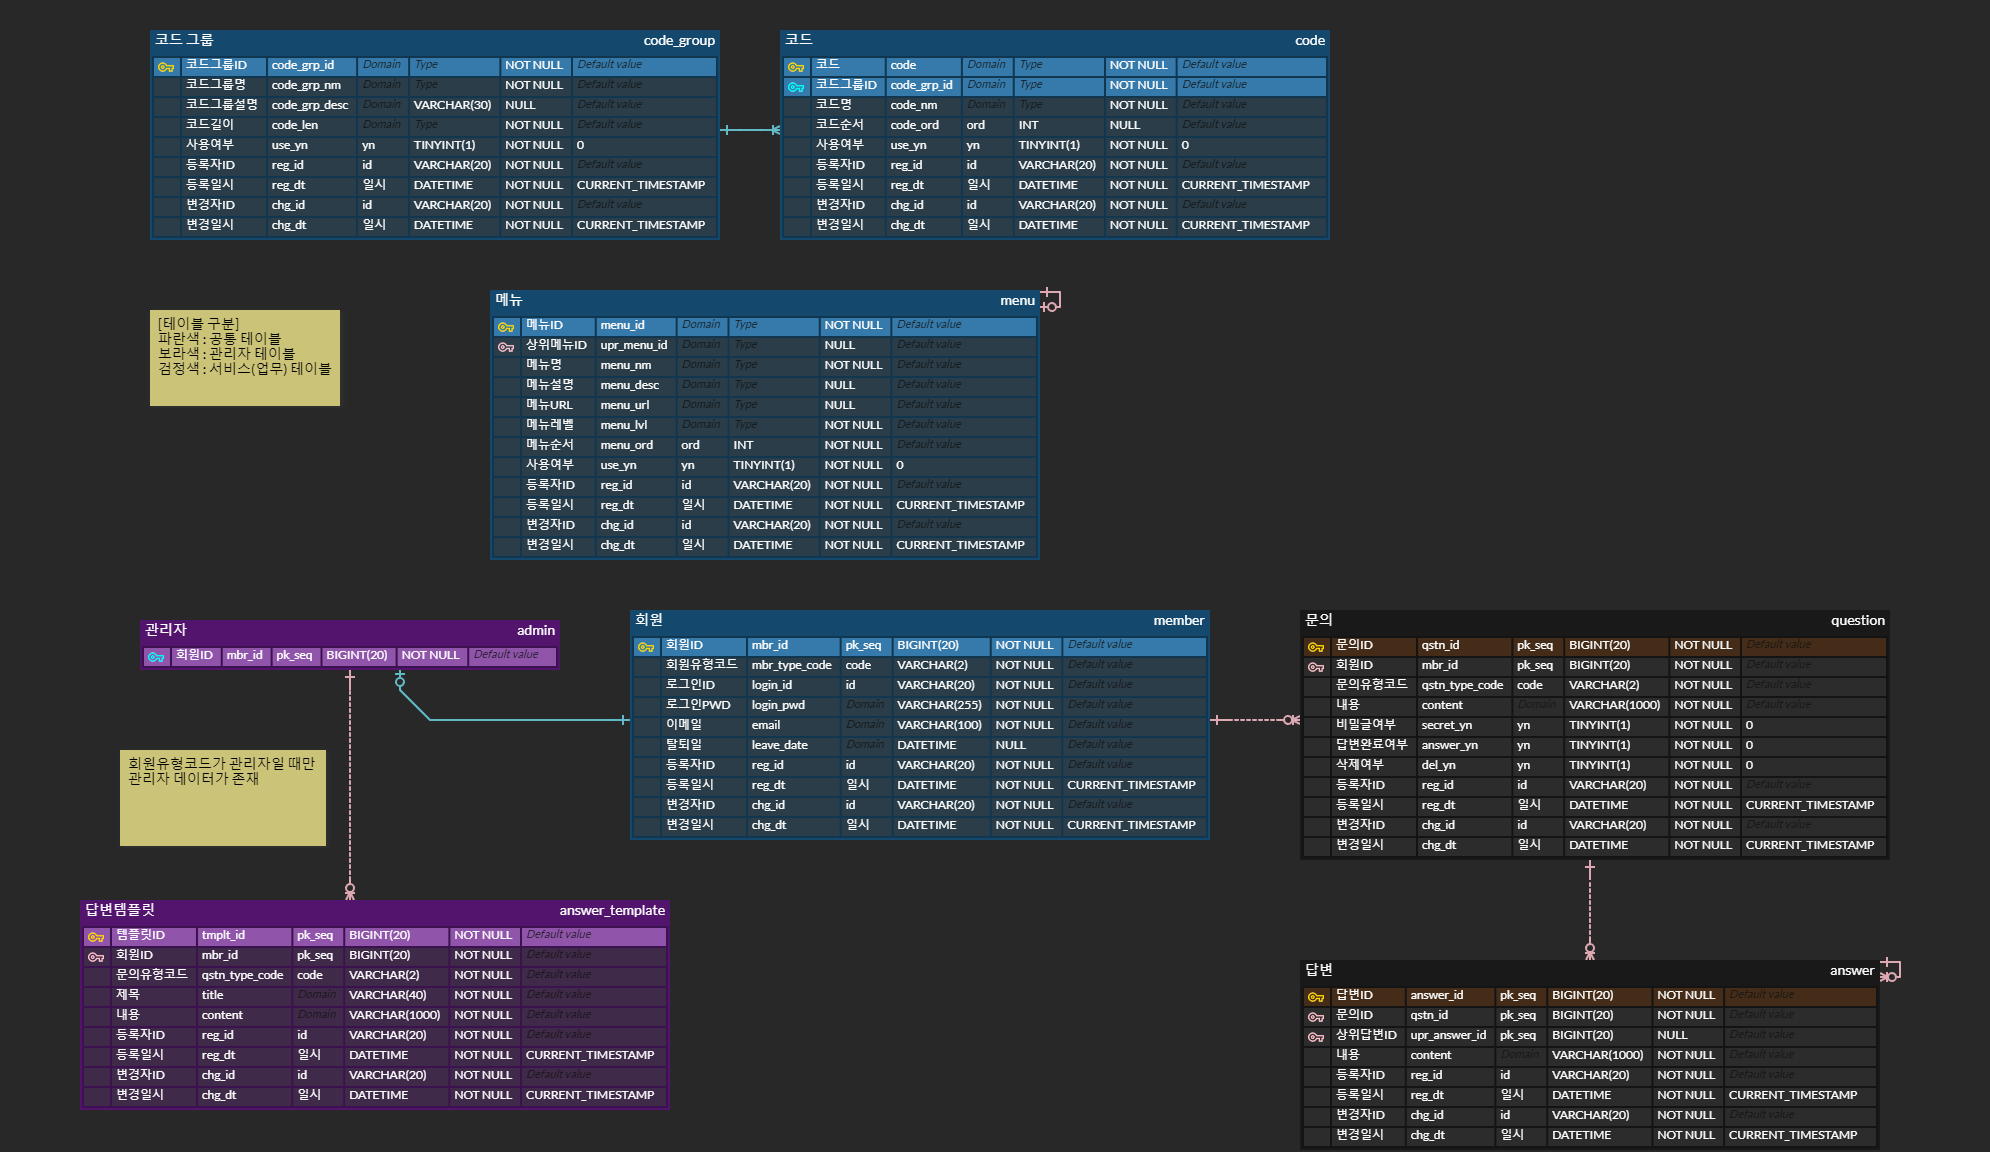 코드 그룹 code_group
코드그룹ID code_grp_id Domain Type NOT NULL Default value
코드그룹명 code_grp_nm Domain Type NOT NULL Default value
코드그룹설명 code_grp_desc Domain VARCHAR(30) NULL Default value
코드길이 code_len Domain Type NOT NULL Default value
사용여부 use_yn yn TINYINT(1) NOT NULL 0
등록자ID reg_id id VARCHAR(20) NOT NULL Default value
등록일시 reg_dt 일시 DATETIME NOT NULL CURRENT_TIMESTAMP
변경자ID chg_id id VARCHAR(20) NOT NULL Default value
변경일시 chg_dt 일시 DATETIME NOT NULL CURRENT_TIMESTAMP
코드 code
코드 code Domain Type NOT NULL Default value
코드그룹ID code_grp_id Domain Type NOT NULL Default value
코드명 code_nm Domain Type NOT NULL Default value
코드순서 code_ord ord INT NULL Default value
사용여부 use_yn yn TINYINT(1) NOT NULL 0
등록자ID reg_id id VARCHAR(20) NOT NULL Default value
등록일시 reg_dt 일시 DATETIME NOT NULL CURRENT_TIMESTAMP
변경자ID chg_id id VARCHAR(20) NOT NULL Default value
변경일시 chg_dt 일시 DATETIME NOT NULL CURRENT_TIMESTAMP
[테이블 구분]
파란색 : 공통 테이블
보라색 : 관리자 테이블
검정색 : 서비스(업무) 테이블
메뉴 menu
메뉴ID menu_id Domain Type NOT NULL Default value
상위메뉴ID upr_menu_id Domain Type NULL Default value
메뉴명 menu_nm Domain Type NOT NULL Default value
메뉴설명 menu_desc Domain Type NULL Default value
메뉴URL menu_url Domain Type NULL Default value
메뉴레벨 menu_lvl Domain Type NOT NULL Default value
메뉴순서 menu_ord ord INT NOT NULL Default value
사용여부 use_yn yn TINYINT(1) NOT NULL 0
등록자ID reg_id id VARCHAR(20) NOT NULL Default value
등록일시 reg_dt 일시 DATETIME NOT NULL CURRENT_TIMESTAMP
변경자ID chg_id id VARCHAR(20) NOT NULL Default value
변경일시 chg_dt 일시 DATETIME NOT NULL CURRENT_TIMESTAMP
관리자 admin
회원ID mbr_id pk_seq BIGINT(20) NOT NULL Default value
회원 member
회원ID mbr_id pk_seq BIGINT(20) NOT NULL Default value
회원유형코드 mbr_type_code code VARCHAR(2) NOT NULL Default value
로그인ID login_id id VARCHAR(20) NOT NULL Default value
로그인PWD login_pwd Domain VARCHAR(255) NOT NULL Default value
이메일 email Domain VARCHAR(100) NOT NULL Default value
탈퇴일 leave_date Domain DATETIME NULL Default value
등록자ID reg_id id VARCHAR(20) NOT NULL Default value
등록일시 reg_dt 일시 DATETIME NOT NULL CURRENT_TIMESTAMP
변경자ID chg_id id VARCHAR(20) NOT NULL Default value
변경일시 chg_dt 일시 DATETIME NOT NULL CURRENT_TIMESTAMP
문의 question
문의ID qstn_id pk_seq BIGINT(20) NOT NULL Default value
회원ID mbr_id pk_seq BIGINT(20) NOT NULL Default value
문의유형코드 qstn_type_code code VARCHAR(2) NOT NULL Default value
내용 content Domain VARCHAR(1000) NOT NULL Default value
비밀글여부 secret_yn yn TINYINT(1) NOT NULL 0
답변완료여부 answer_yn yn TINYINT(1) NOT NULL 0
삭제여부 del_yn yn TINYINT(1) NOT NULL 0
등록자ID reg_id id VARCHAR(20) NOT NULL Default value
등록일시 reg_dt 일시 DATETIME NOT NULL CURRENT_TIMESTAMP
변경자ID chg_id id VARCHAR(20) NOT NULL Default value
변경일시 chg_dt 일시 DATETIME NOT NULL CURRENT_TIMESTAMP
회원유형코드가 관리자일 때만
관리자 데이터가 존재
답변템플릿 answer_template
템플릿ID tmplt_id pk_seq BIGINT(20) NOT NULL Default value
회원ID mbr_id pk_seq BIGINT(20) NOT NULL Default value
문의유형코드 qstn_type_code code VARCHAR(2) NOT NULL Default value
제목 title Domain VARCHAR(40) NOT NULL Default value
내용 content Domain VARCHAR(1000) NOT NULL Default value
등록자ID reg_id id VARCHAR(20) NOT NULL Default value
등록일시 reg_dt 일시 DATETIME NOT NULL CURRENT_TIMESTAMP
변경자ID chg_id id VARCHAR(20) NOT NULL Default value
변경일시 chg_dt 일시 DATETIME NOT NULL CURRENT_TIMESTAMP
답변 answer
답변ID answer_id pk_seq BIGINT(20) NOT NULL Default value
문의ID qstn_id pk_seq BIGINT(20) NOT NULL Default value
상위답변ID upr_answer_id pk_seq BIGINT(20) NULL Default value
내용 content Domain VARCHAR(1000) NOT NULL Default value
등록자ID reg_id id VARCHAR(20) NOT NULL Default value
등록일시 reg_dt 일시 DATETIME NOT NULL CURRENT_TIMESTAMP
변경자ID chg_id id VARCHAR(20) NOT NULL Default value
변경일시 chg_dt 일시 DATETIME NOT NULL CURRENT_TIMESTAMP